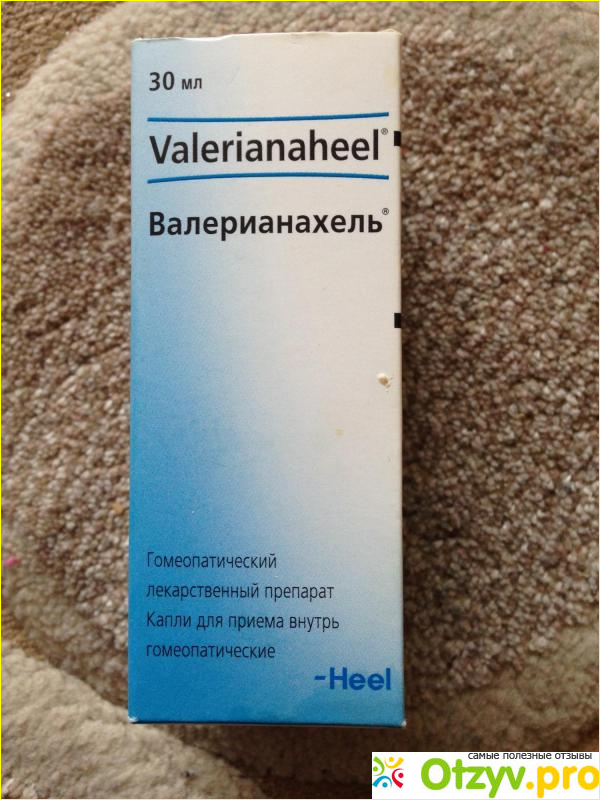 30 мл
Valerianaheel®
Валерианахель®
Гомеопатический
лекарственный препарат
Капли для приема внутрь
гомеопатические
-Heel
самые полезные отзывы
Otzyv.pro